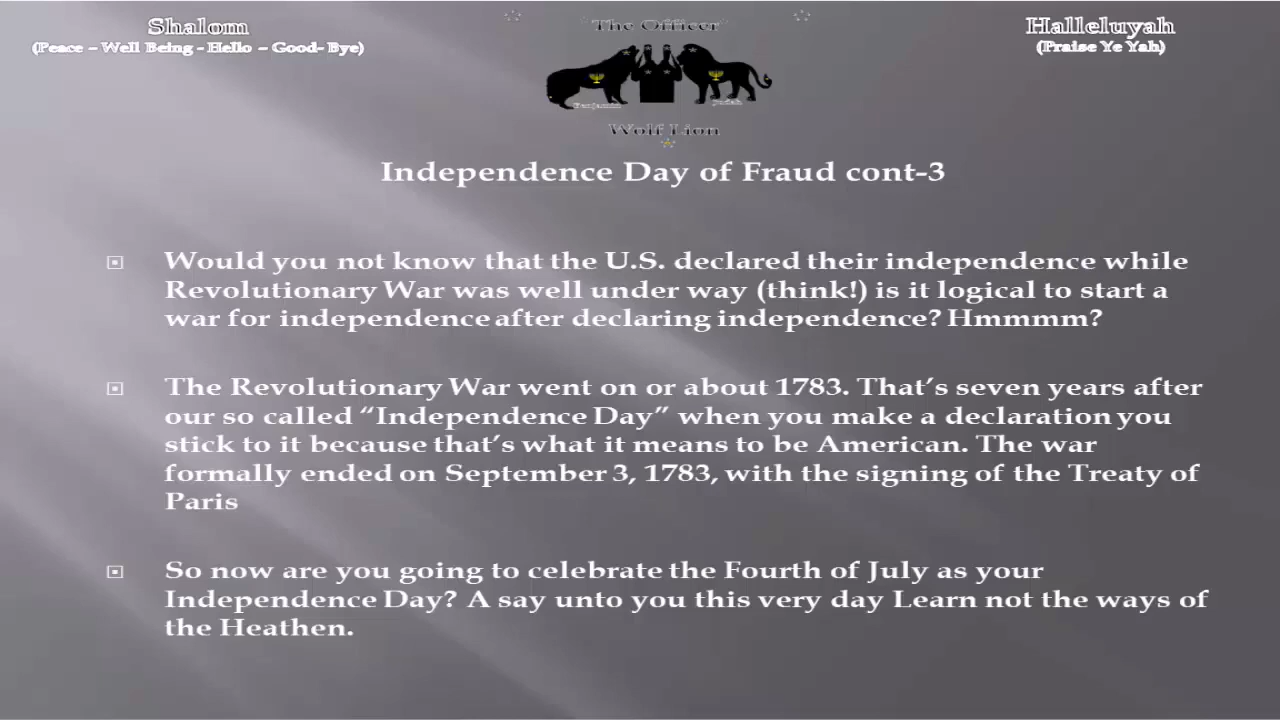 Shalom
(Peace – Well Being - Hello – Good- Bye)
"The Officer"
Halleluyah
(Praise Ye Yah)
Benjamin
Judah
Wolf Lion
Independence Day of Fraud cont-3
Would you not know that the U.S. declared their independence while
Revolutionary War was well under way (think!) is it logical to start a
war for independence after declaring independence? Hmmmm?
The Revolutionary War went on or about 1783. That’s seven years after
our so called “Independence Day” when you make a declaration you
stick to it because that’s what it means to be American. The war
formally ended on September 3, 1783, with the signing of the Treaty of
Paris
So now are you going to celebrate the Fourth of July as your
Independence Day? A say unto you this very day Learn not the ways of
the Heathen.